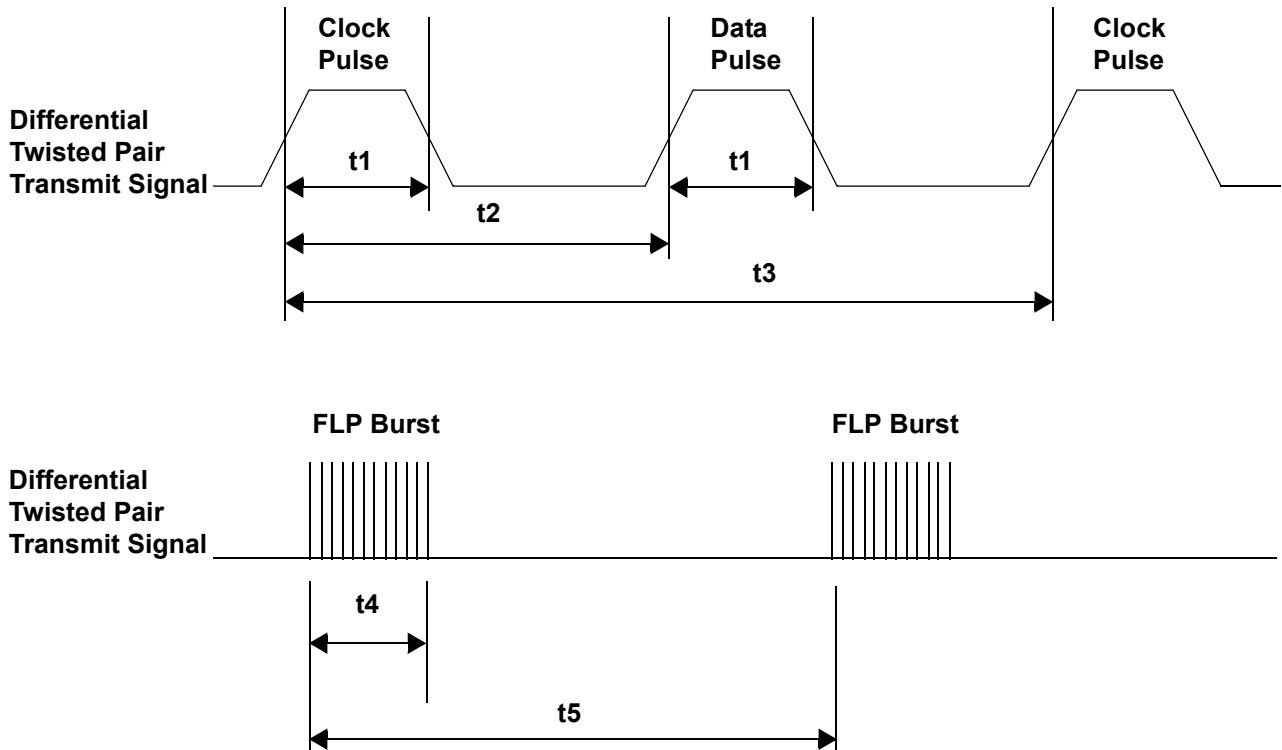 Clock
Pulse
Data
Pulse
Clock
Pulse
Differential
Twisted Pair
Transmit Signal
t1
t1
t2
t3
FLP Burst
FLP Burst
Differential
Twisted Pair
Transmit Signal
t4
t5